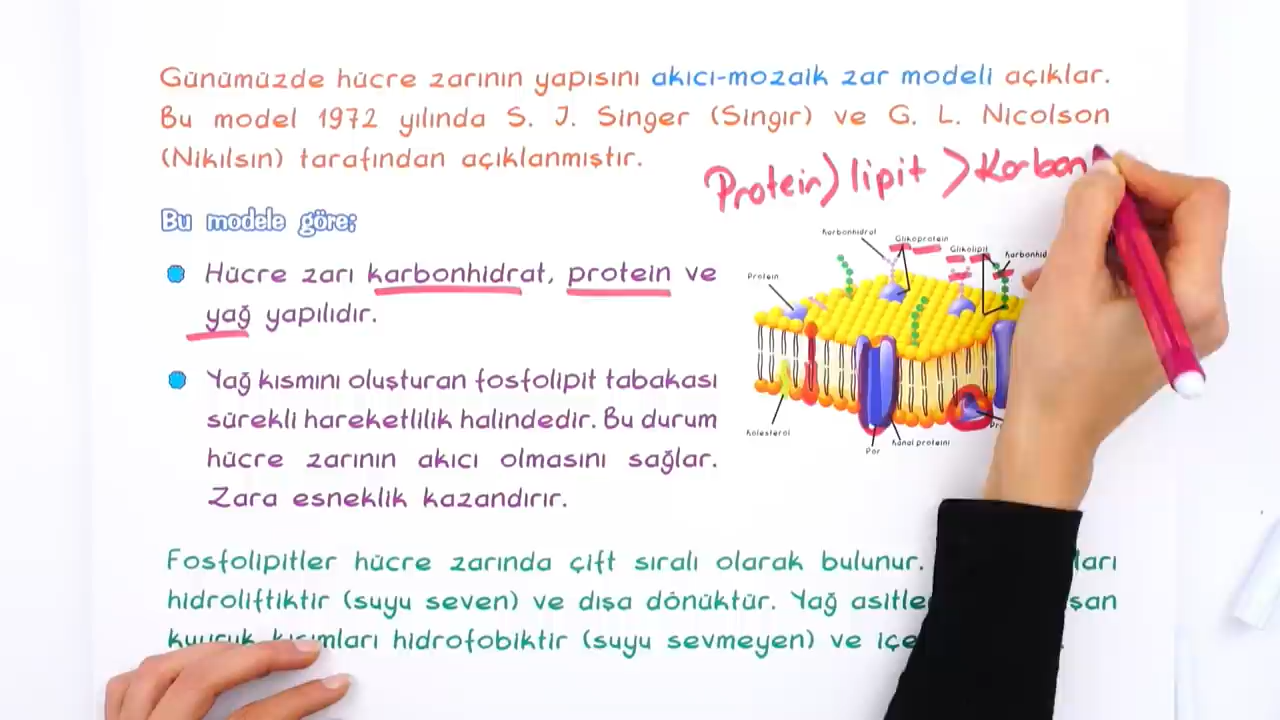 Günümüzde hücre zarının yapısını akıcı-mozaik zar modeli açıklar.
Bu model 1972 yılında S. J. Singer (Singır) ve G. L. Nicolson
(Nikılsın) tarafından açıklanmıştır.
Protein > lipit > Karbon
Bu modele göre:
Hücre zarı karbonhidrat, protein ve
yağ yapılıdır.
Yağ kısmını oluşturan fosfolipit tabakası
sürekli hareketlilik halindedir. Bu durum
hücre zarının akıcı olmasını sağlar.
Zara esneklik kazandırır.
Karbonhidrat
Glikoprotein
Glikolipit
Karbonhid
Protein
Kolesterol
Por
Kanal proteini
Fosfolipitler hücre zarında çift sıralı olarak bulunur.
hidroliftiktir (suyu seven) ve dışa dönüktür. Yağ
kuyruk kısımları hidrofobiktir (suyu sevmeyen) ve